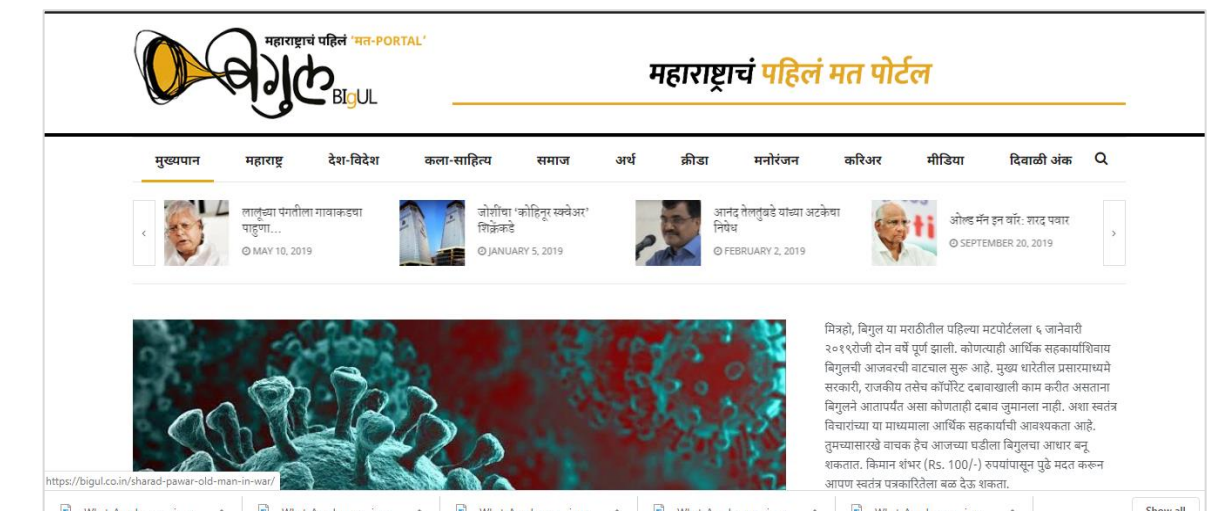 महाराष्ट्राचं पहिलं 'मत-PORTAL'
बिगुल
BIgUL
महाराष्ट्राचं पहिलं मत पोर्टल
मुख्यपान महाराष्ट्र देश-विदेश कला-साहित्य समाज अर्थ क्रीडा मनोरंजन करिअर मीडिया दिवाळी अंक
लालूंच्या पंगतीला गावाकडचा
पाहुणा...
MAY 10, 2019
जोशींचा 'कोहिनूर स्क्वेअर'
शिक्रेंकडे
JANUARY 5, 2019
आनंद तेलतुंबडे यांच्या अटकेचा
निषेध
FEBRUARY 2, 2019
ओल्ड मॅन इन वॉर: शरद पवार
SEPTEMBER 20, 2019
मित्रहो, बिगुल या मराठीतील पहिल्या मटपोर्टलला ६ जानेवारी
२०१९रोजी दोन वर्षे पूर्ण झाली. कोणत्याही आर्थिक सहकार्याशिवाय
बिगुलची आजवरची वाटचाल सुरू आहे. मुख्य धारेतील प्रसारमाध्यमे
सरकारी, राजकीय तसेच कॉर्पोरेट दबावाखाली काम करीत असताना
बिगुलने आतापर्यंत असा कोणताही दबाव जुमानला नाही. अशा स्वतंत्र
विचारांच्या या माध्यमाला आर्थिक सहकार्याची आवश्यकता आहे.
तुमच्यासारखे वाचक हेच आजच्या घडीला बिगुलचा आधार बनू
शकतात. किमान शंभर (Rs. 100/-) रुपयांपासून पुढे मदत करून
आपण स्वतंत्र पत्रकारितेला बळ देऊ शकता.
https://bigul.co.in/sharad-pawar-old-man-in-war/
Show all